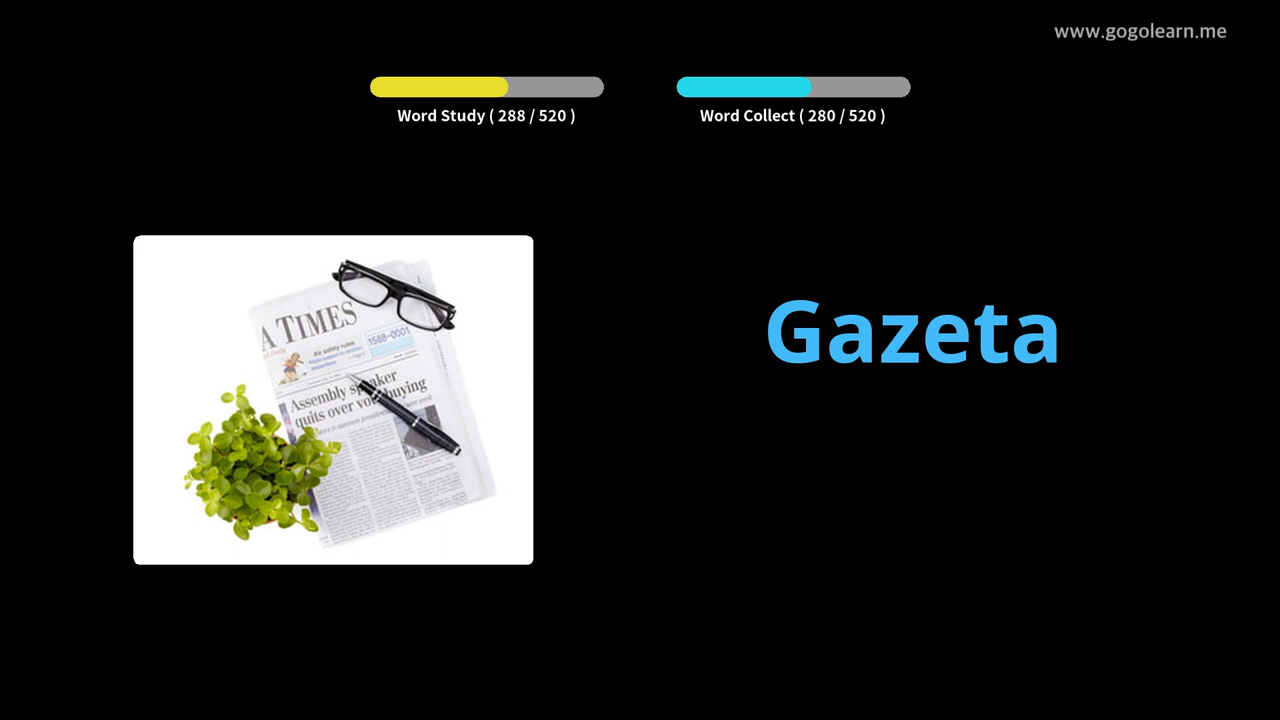 www.gogolearn.me
Word Study ( 288 / 520 )
Word Collect ( 280 / 520 )
Gazeta
A TIMES
Air safety rules
1588-0001
Assembly speaker
quits over vote buying